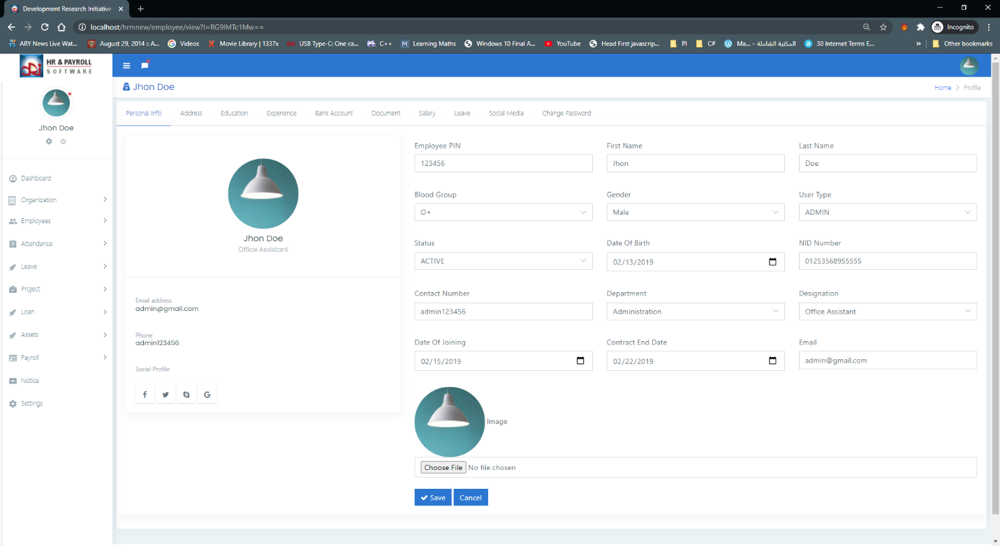 Development Research Initiative
localhost/hrmnew/employee/view?I=RG9lMTc1Mw==
Incognito
ARY News Live Wat... August 29, 2014 :: A... Videos Movie Library | 1337x USB Type-C: One ca... C++ Learning Maths Windows 10 Final A... YouTube Head First javascrip... PI C# Ma... – المكتبة الشاملة 30 Internet Terms E... » Other bookmarks
HR & PAYROLL
SOFTWARE
Jhon Doe
Home > Profile
Jhon Doe
Dashboard
Organization
Employees
Attendance
Leave
Project
Loan
Assets
Payroll
Notice
Settings
Personal Info Address Education Experience Bank Account Document Salary Leave Social Media Change Password
Jhon Doe
Office Assistant
Email address
admin@gmail.com
Phone
admin123456
Social Profile
Employee PIN First Name Last Name
123456 Jhon Doe
Blood Group Gender User Type
O+ Male ADMIN
Status Date Of Birth NID Number
ACTIVE 02/13/2019 01253568955555
Contact Number Department Designation
admin123456 Administration Office Assistant
Date Of Joining Contract End Date Email
02/15/2019 02/22/2019 admin@gmail.com
Image
Choose File No file chosen
Save Cancel